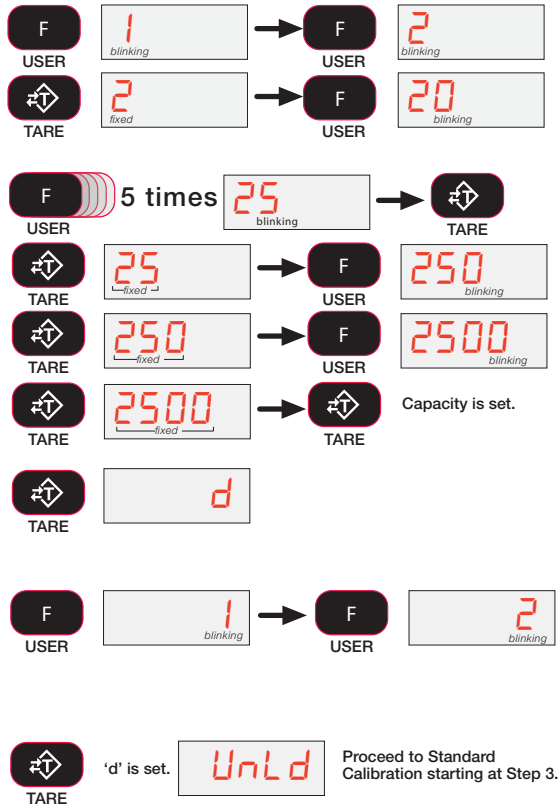 F 1 F 2
blinking blinking
USER USER
T 2 F 20
fixed blinking
TARE USER
F 5 times 25 T
blinking
USER TARE
T 25 F 250
fixed blinking
TARE USER
T 250 F 2500
fixed blinking
TARE USER
T 2500 T Capacity is set.
fixed
TARE TARE
T d
TARE
F 1 F 2
blinking blinking
USER USER
T 'd' is set. UnLd Proceed to Standard
Calibration starting at Step 3.
TARE